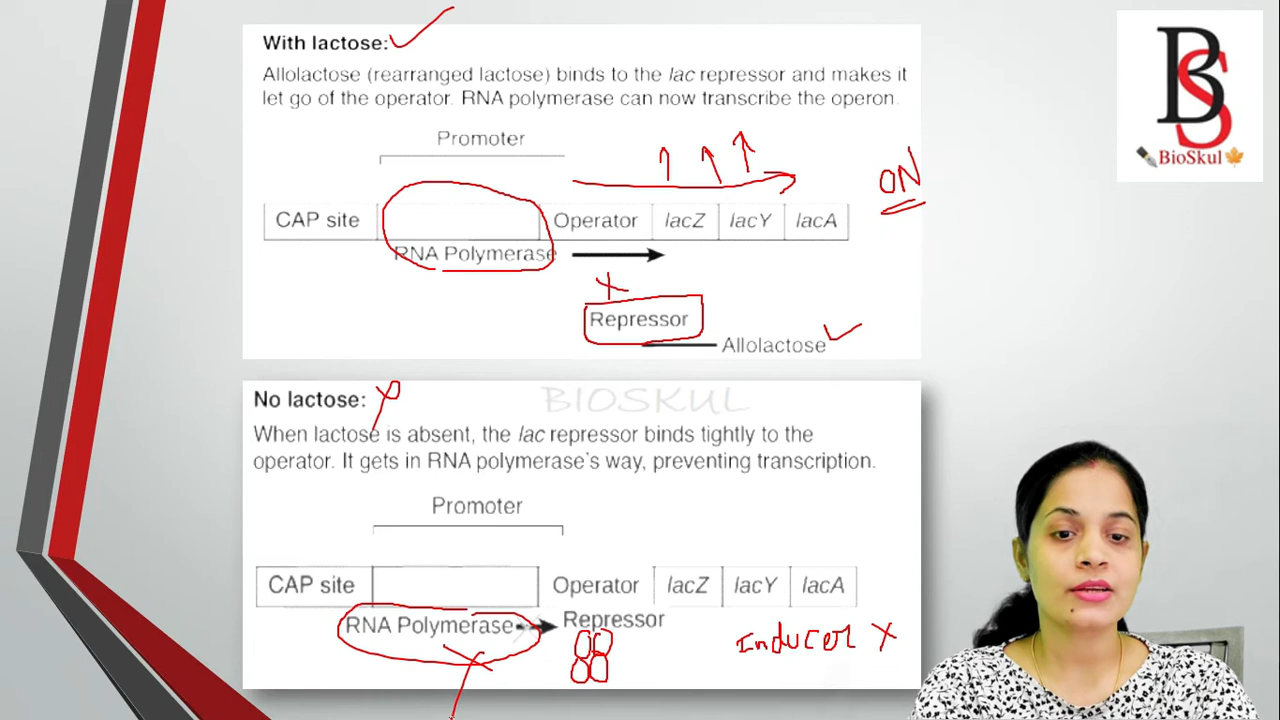 With lactose:
Allolactose (rearranged lactose) binds to the lac repressor and makes it
let go of the operator. RNA polymerase can now transcribe the operon.
Promoter
CAP site Operator lacZ lacY lacA
RNA Polymerase
ON
Repressor
Allolactose
BS
BioSkul
No lactose:
BIOSKUL
When lactose is absent, the lac repressor binds tightly to the
operator. It gets in RNA polymerase's way, preventing transcription.
Promoter
CAP site Operator lacZ lacY lacA
RNA Polymerase Repressor
Inducer X